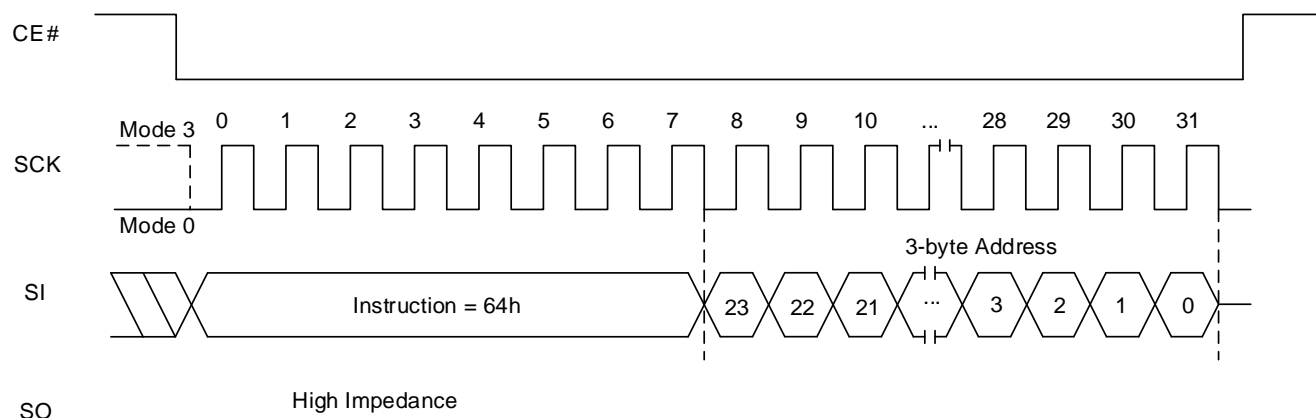 CE#
Mode 3 0 1 2 3 4 5 6 7 8 9 10 ... 28 29 30 31
SCK
Mode 0
3-byte Address
SI Instruction = 64h 23 22 21 ... 3 2 1 0
High Impedance
SO